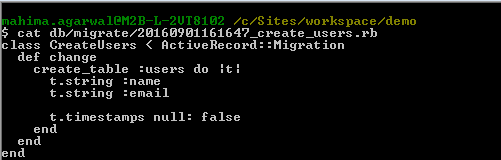 mahima.agarwal@M2B-L-2VT8102 /c/Sites/workspace/demo
$ cat db/migrate/20160901161647_create_users.rb
class CreateUsers < ActiveRecord::Migration
  def change
    create_table :users do |t|
      t.string :name
      t.string :email

      t.timestamps null: false
    end
  end
end